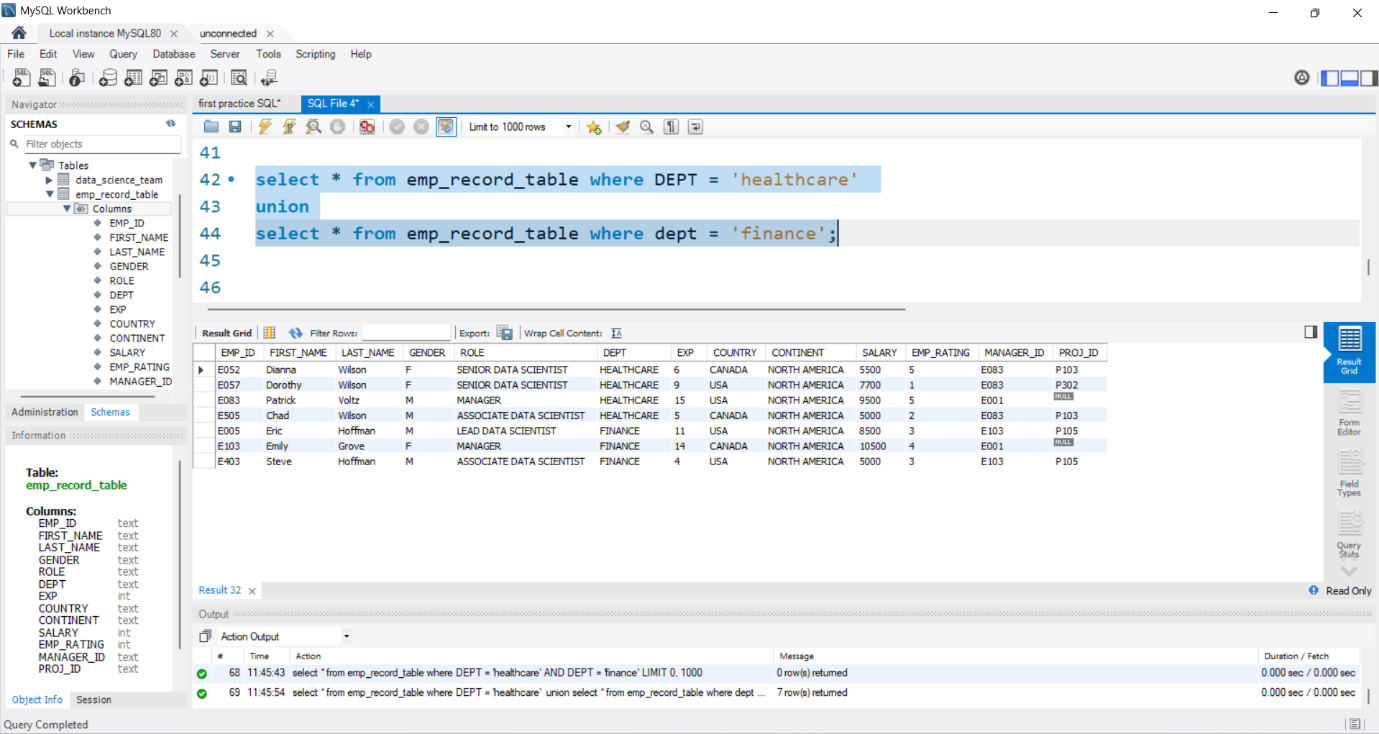 MySQL Workbench
Local instance MySQL80 × unconnected ×
File Edit View Query Database Server Tools Scripting Help
Navigator first practice SQL* SQL File 4* ×
SCHEMAS
Limit to 1000 rows
Filter objects
Tables
data_science_team
emp_record_table
Columns
EMP_ID
FIRST_NAME
LAST_NAME
GENDER
ROLE
DEPT
EXP
COUNTRY
CONTINENT
SALARY
EMP_RATING
MANAGER_ID
Administration Schemas
Information
Table:
emp_record_table
Columns:
EMP_ID text
FIRST_NAME text
LAST_NAME text
GENDER text
ROLE text
DEPT text
EXP int
COUNTRY text
CONTINENT text
SALARY int
EMP_RATING int
MANAGER_ID text
PROJ_ID text
Object Info Session
41
42 select * from emp_record_table where DEPT = 'healthcare'
43 union
44 select * from emp_record_table where dept = 'finance';
45
46
Result Grid Filter Rows: Export: Wrap Cell Content:
EMP_ID FIRST_NAME LAST_NAME GENDER ROLE DEPT EXP COUNTRY CONTINENT SALARY EMP_RATING MANAGER_ID PROJ_ID
E052 Dianna Wilson F SENIOR DATA SCIENTIST HEALTHCARE 6 CANADA NORTH AMERICA 5500 5 E083 P103
E057 Dorothy Wilson F SENIOR DATA SCIENTIST HEALTHCARE 9 USA NORTH AMERICA 7700 1 E083 P302
E083 Patrick Voltz M MANAGER HEALTHCARE 15 USA NORTH AMERICA 9500 5 E001 NULL
E505 Chad Wilson M ASSOCIATE DATA SCIENTIST HEALTHCARE 5 CANADA NORTH AMERICA 5000 2 E083 P103
E005 Eric Hoffman M LEAD DATA SCIENTIST FINANCE 11 USA NORTH AMERICA 8500 3 E103 P105
E103 Emily Grove F MANAGER FINANCE 14 CANADA NORTH AMERICA 10500 4 E001 NULL
E403 Steve Hoffman M ASSOCIATE DATA SCIENTIST FINANCE 4 USA NORTH AMERICA 5000 3 E103 P105
Result
Grid
Form
Editor
Field
Types
Query
Stats
Result 32 × Read Only
Output
Action Output
# Time Action Message Duration / Fetch
68 11:45:43 select * from emp_record_table where DEPT = 'healthcare' AND DEPT = 'finance' LIMIT 0, 1000 0 row(s) returned 0.000 sec / 0.000 sec
69 11:45:54 select * from emp_record_table where DEPT = 'healthcare' union select * from emp_record_table where dept ... 7 row(s) returned 0.000 sec / 0.000 sec
Query Completed